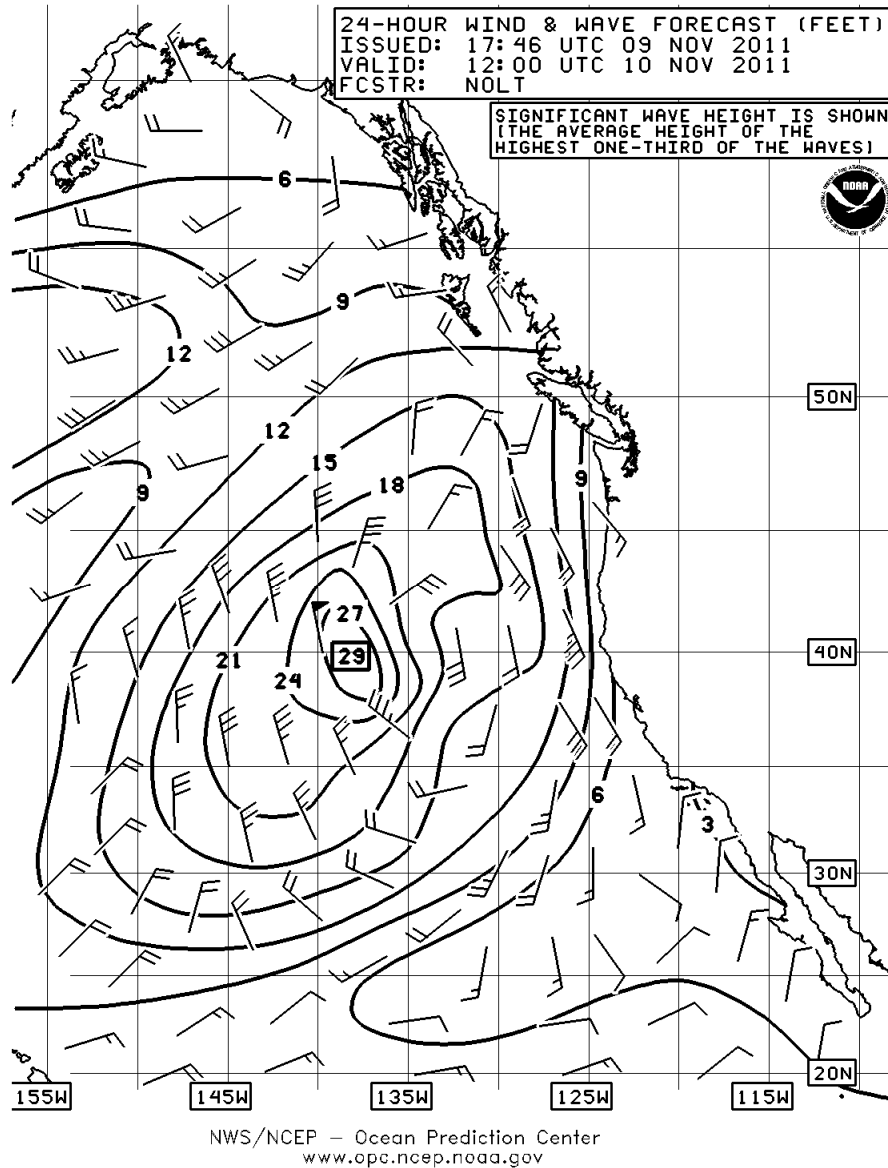 24-HOUR WIND & WAVE FORECAST (FEET)
ISSUED: 17:46 UTC 09 NOV 2011
VALID: 12:00 UTC 10 NOV 2011
FCSTR: NOLT
SIGNIFICANT WAVE HEIGHT IS SHOWN
(THE AVERAGE HEIGHT OF THE
HIGHEST ONE-THIRD OF THE WAVES)
NOAA
6
9
12
50N
12
15
18
9
9
27
29
40N
21
24
6
3
30N
20N
155W
145W
135W
125W
115W
NWS/NCEP – Ocean Prediction Center
www.opc.ncep.noaa.gov